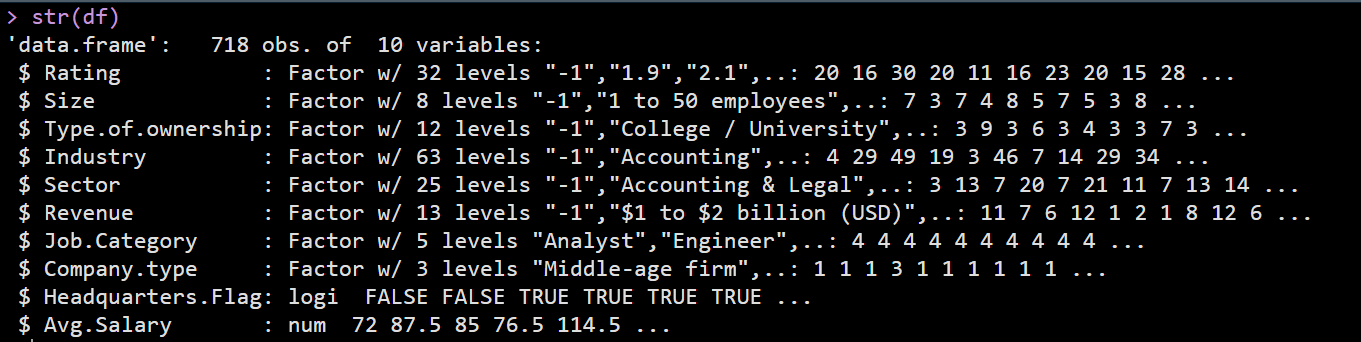 > str(df)
'data.frame':   718 obs. of  10 variables:
 $ Rating           : Factor w/ 32 levels "-1","1.9","2.1",..: 20 16 30 20 11 16 23 20 15 28 ...
 $ Size             : Factor w/ 8 levels "-1","1 to 50 employees",..: 7 3 7 4 8 5 7 5 3 8 ...
 $ Type.of.ownership: Factor w/ 12 levels "-1","College / University",..: 3 9 3 6 3 4 3 3 7 3 ...
 $ Industry         : Factor w/ 63 levels "-1","Accounting",..: 4 29 49 19 3 46 7 14 29 34 ...
 $ Sector           : Factor w/ 25 levels "-1","Accounting & Legal",..: 3 13 7 20 7 21 11 7 13 14 ...
 $ Revenue          : Factor w/ 13 levels "-1","$1 to $2 billion (USD)",..: 11 7 6 12 1 2 1 8 12 6 ...
 $ Job.Category     : Factor w/ 5 levels "Analyst","Engineer",..: 4 4 4 4 4 4 4 4 4 4 ...
 $ Company.type     : Factor w/ 3 levels "Middle-age firm",..: 1 1 1 3 1 1 1 1 1 1 ...
 $ Headquarters.Flag: logi  FALSE FALSE TRUE TRUE TRUE TRUE ...
 $ Avg.Salary       : num  72 87.5 85 76.5 114.5 ...